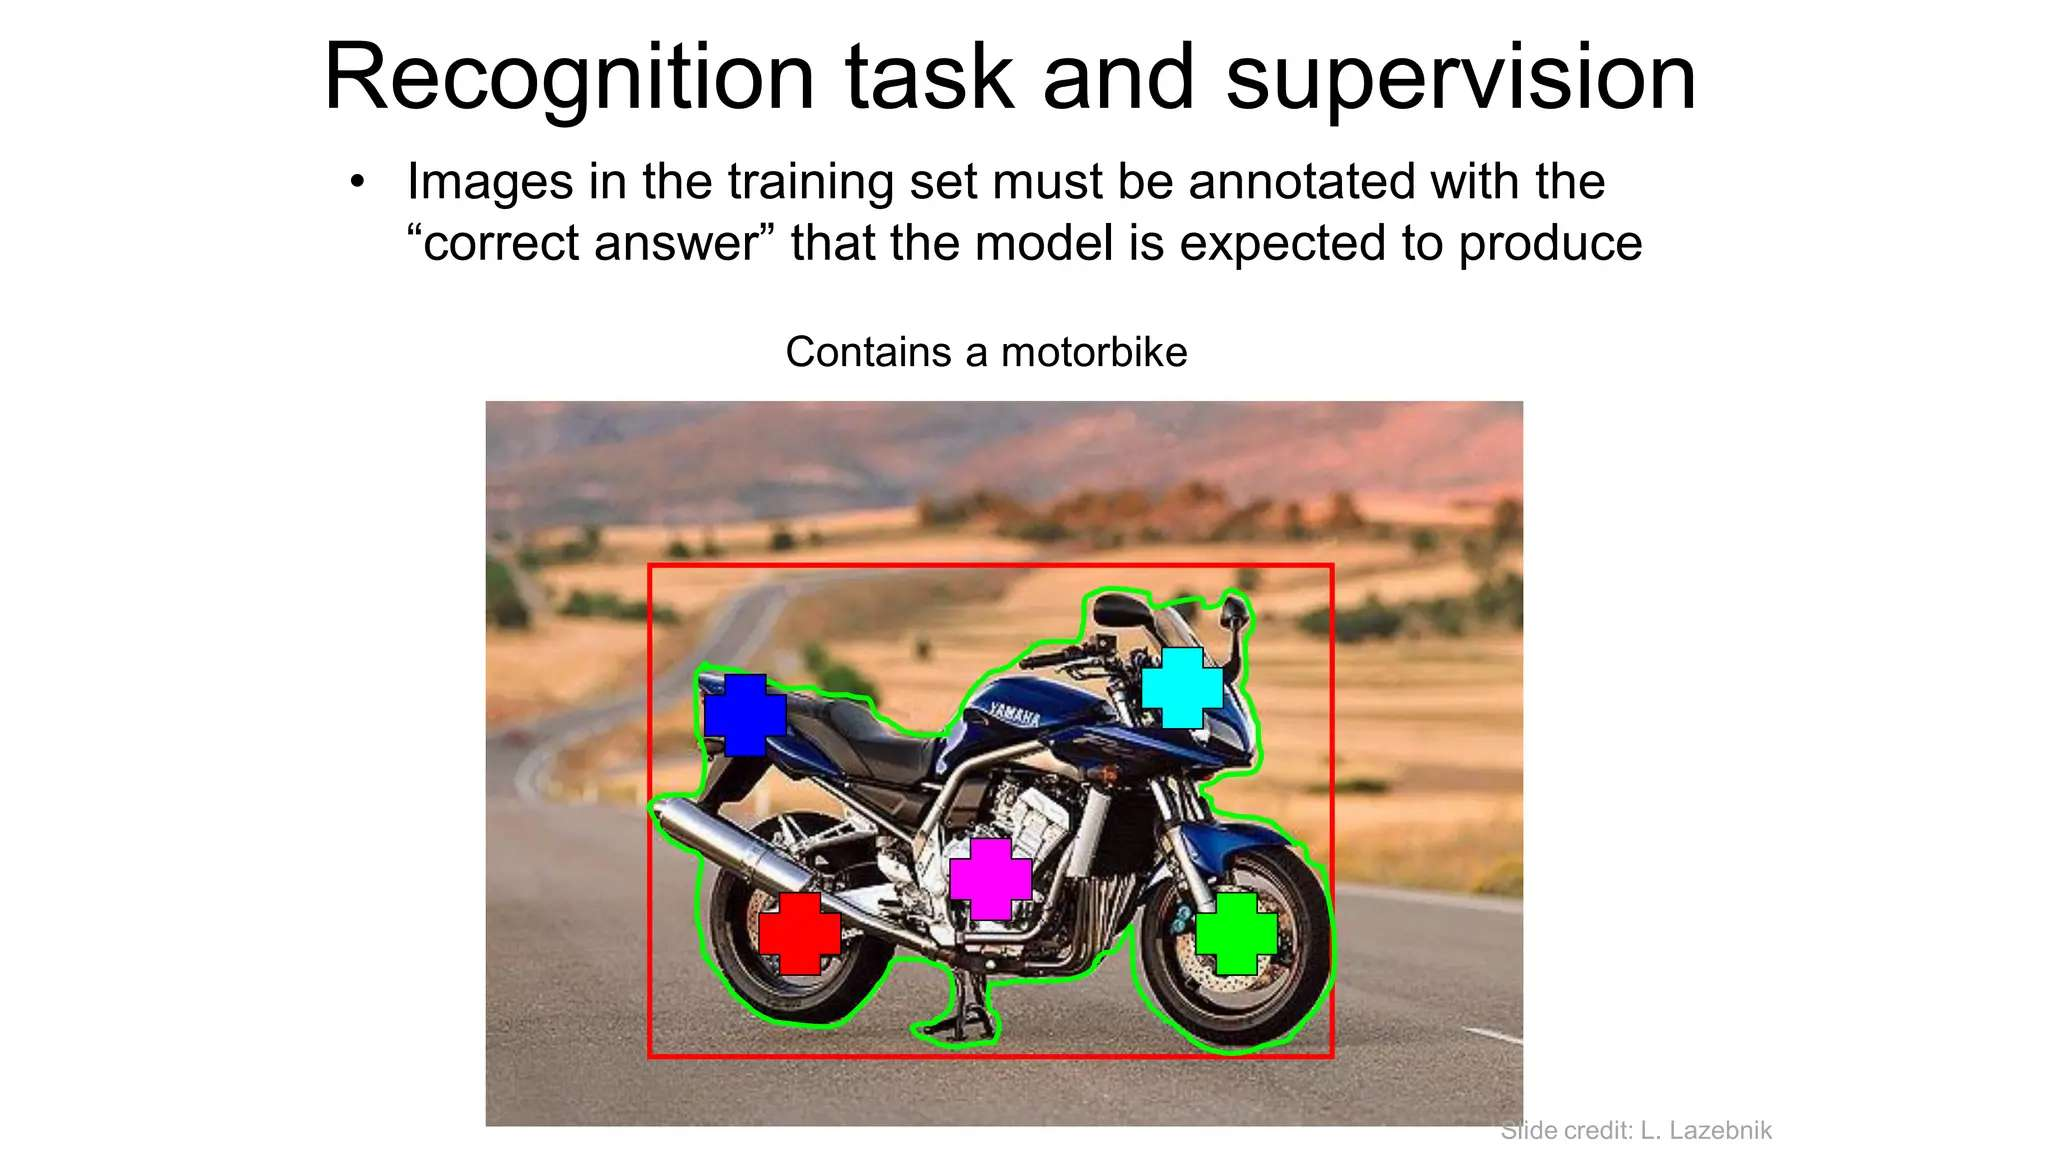 Recognition task and supervision
• Images in the training set must be annotated with the
“correct answer” that the model is expected to produce
Contains a motorbike
YAMAHA
Slide credit: L. Lazebnik